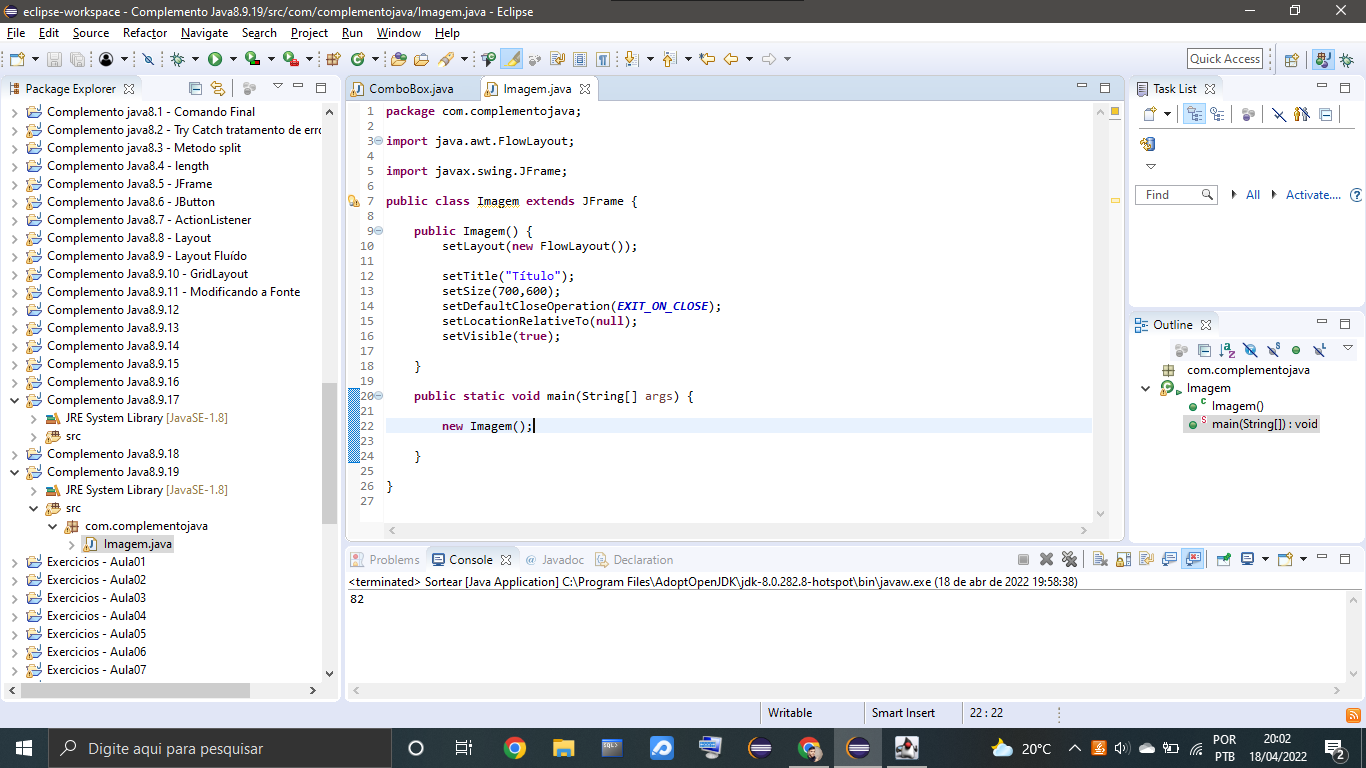 eclipse-workspace - Complemento Java8.9.19/src/com/complementojava/Imagem.java - Eclipse
File Edit Source Refactor Navigate Search Project Run Window Help
Quick Access
Package Explorer
Complemento java8.1 - Comando Final
Complemento java8.2 - Try Catch tratamento de erro
Complemento java8.3 - Metodo split
Complemento Java8.4 - length
Complemento Java8.5 - JFrame
Complemento Java8.6 - JButton
Complemento Java8.7 - ActionListener
Complemento Java8.8 - Layout
Complemento Java8.9 - Layout Fluído
Complemento Java8.9.10 - GridLayout
Complemento Java8.9.11 - Modificando a Fonte
Complemento Java8.9.12
Complemento Java8.9.13
Complemento Java8.9.14
Complemento Java8.9.15
Complemento Java8.9.16
Complemento Java8.9.17
JRE System Library [JavaSE-1.8]
src
Complemento Java8.9.18
Complemento Java8.9.19
JRE System Library [JavaSE-1.8]
src
com.complementojava
Imagem.java
Exercicios - Aula01
Exercicios - Aula02
Exercicios - Aula03
Exercicios - Aula04
Exercicios - Aula05
Exercicios - Aula06
Exercicios - Aula07
ComboBox.java Imagem.java
1 package com.complementojava;
2
3 import java.awt.FlowLayout;
4
5 import javax.swing.JFrame;
6
7 public class Imagem extends JFrame {
8
9 public Imagem() {
10 setLayout(new FlowLayout());
11
12 setTitle("Título");
13 setSize(700,600);
14 setDefaultCloseOperation(EXIT_ON_CLOSE);
15 setLocationRelativeTo(null);
16 setVisible(true);
17
18 }
19
20 public static void main(String[] args) {
21
22 new Imagem();
23
24 }
25
26 }
27
Task List
Find All Activate...
Outline
com.complementojava
Imagem
Imagem()
main(String[]) : void
Problems Console Javadoc Declaration
<terminated> Sortear [Java Application] C:\Program Files\AdoptOpenJDK\jdk-8.0.282.8-hotspot\bin\javaw.exe (18 de abr de 2022 19:58:38)
82
Writable Smart Insert 22 : 22
Digite aqui para pesquisar
20°C
POR
PTB
20:02
18/04/2022
2